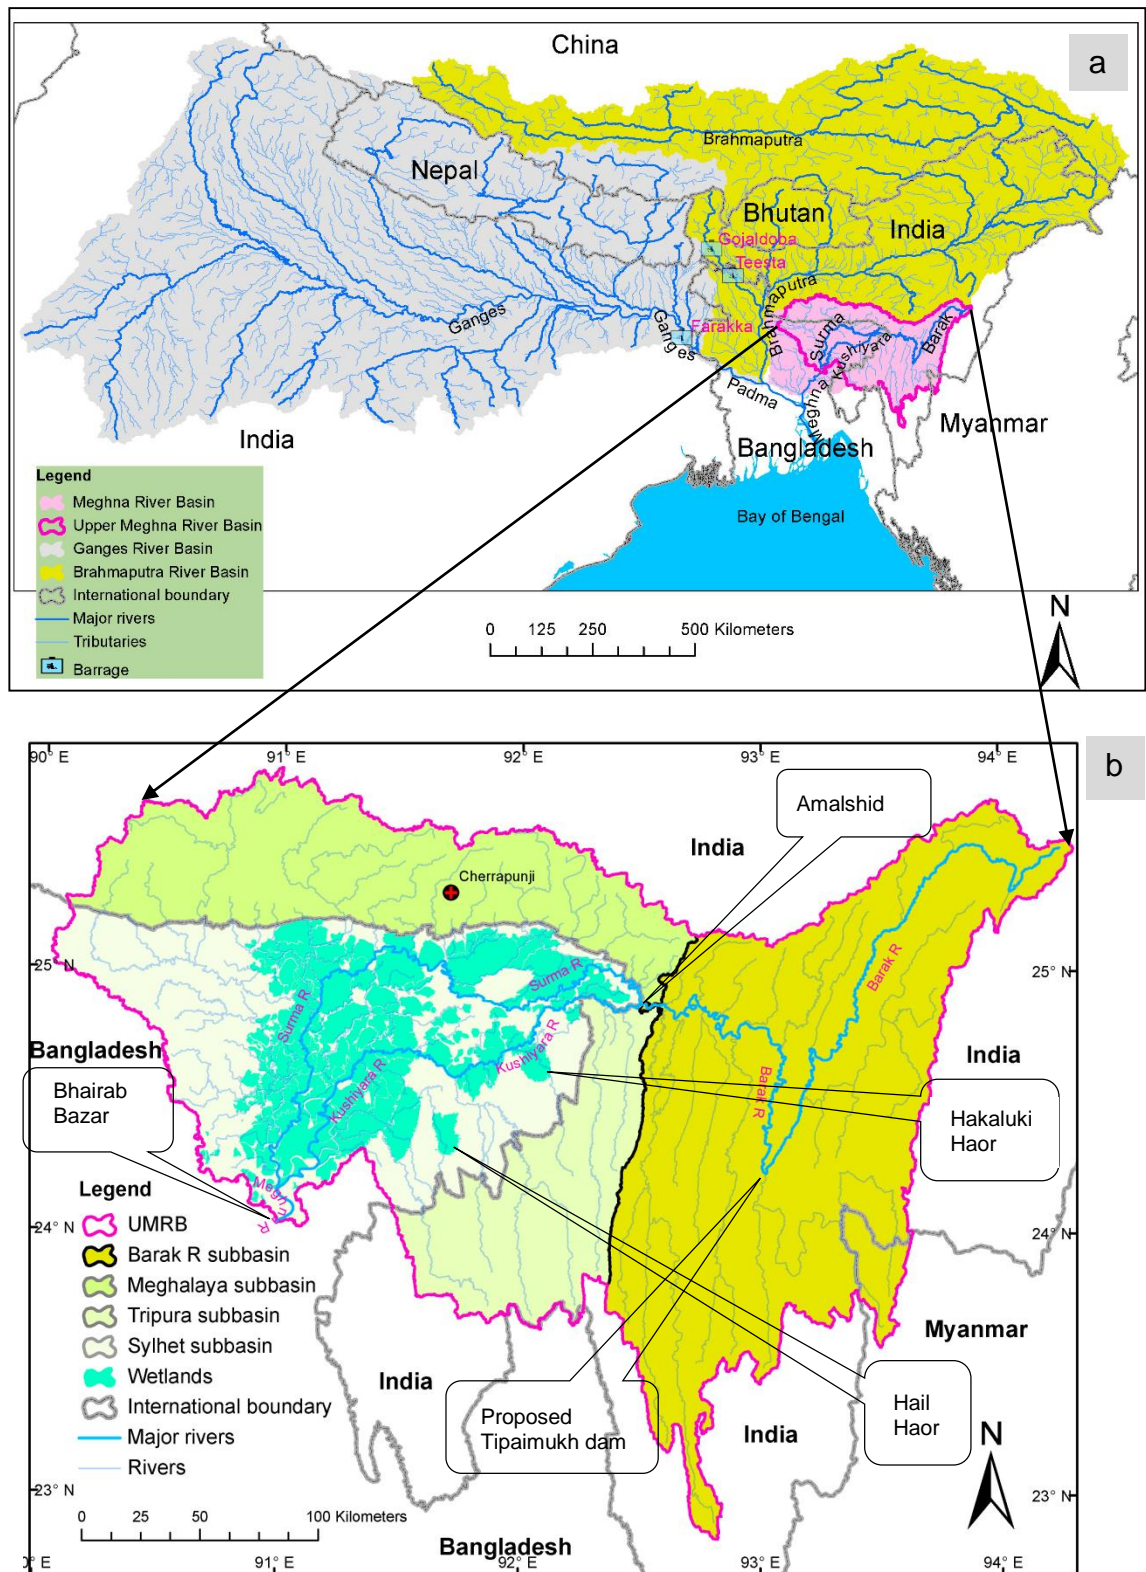 China
a
Brahmaputra
Nepal
Bhutan
India
Gojaldoba
Teesta
Brahmaputra
Ganges
Ganges
Farakka
Surma
Kushiyara
Barak
Padma
Meghna
Myanmar
India
Bangladesh
Bay of Bengal
Legend
Meghna River Basin
Upper Meghna River Basin
Ganges River Basin
Brahmaputra River Basin
International boundary
Major rivers
Tributaries
Barrage
0 125 250 500 Kilometers
N
b
90° E 91° E 92° E 93° E 94° E
Amalshid
India
Cherrapunji
25° N 25° N
Surma R
Barak R
Surma R
Kushiyara R
Bangladesh
India
Bhairab
Bazar
Kushiyara R
Barak R
Hakaluki
Haor
Meghna
R.
24° N 24° N
Legend
UMRB
Barak R subbasin
Meghalaya subbasin
Tripura subbasin
Sylhet subbasin
Wetlands
International boundary
Major rivers
Rivers
Myanmar
India
Proposed
Tipaimukh dam
India
Hail
Haor
N
23° N 23° N
0 25 50 100 Kilometers
Bangladesh
0° E 91° E 92° E 93° E 94° E